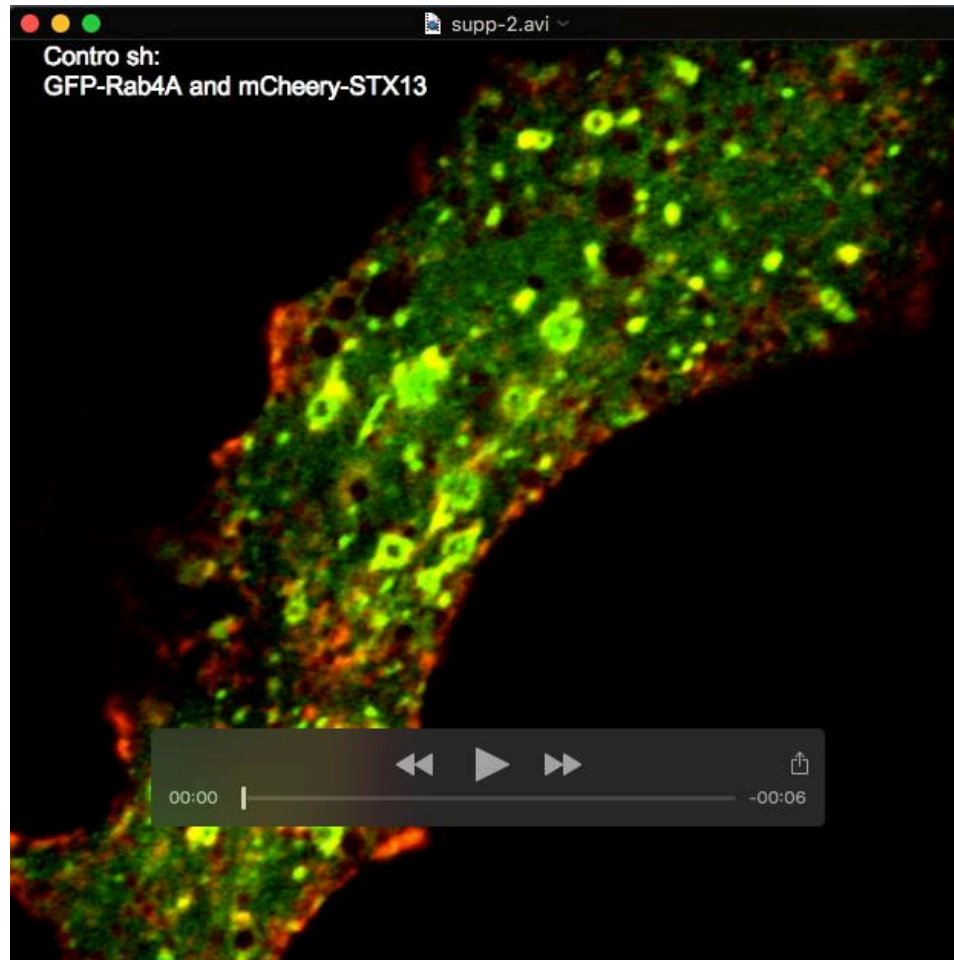 supp-2.avi
Contro sh:
GFP-Rab4A and mCheery-STX13
00:00
-00:06